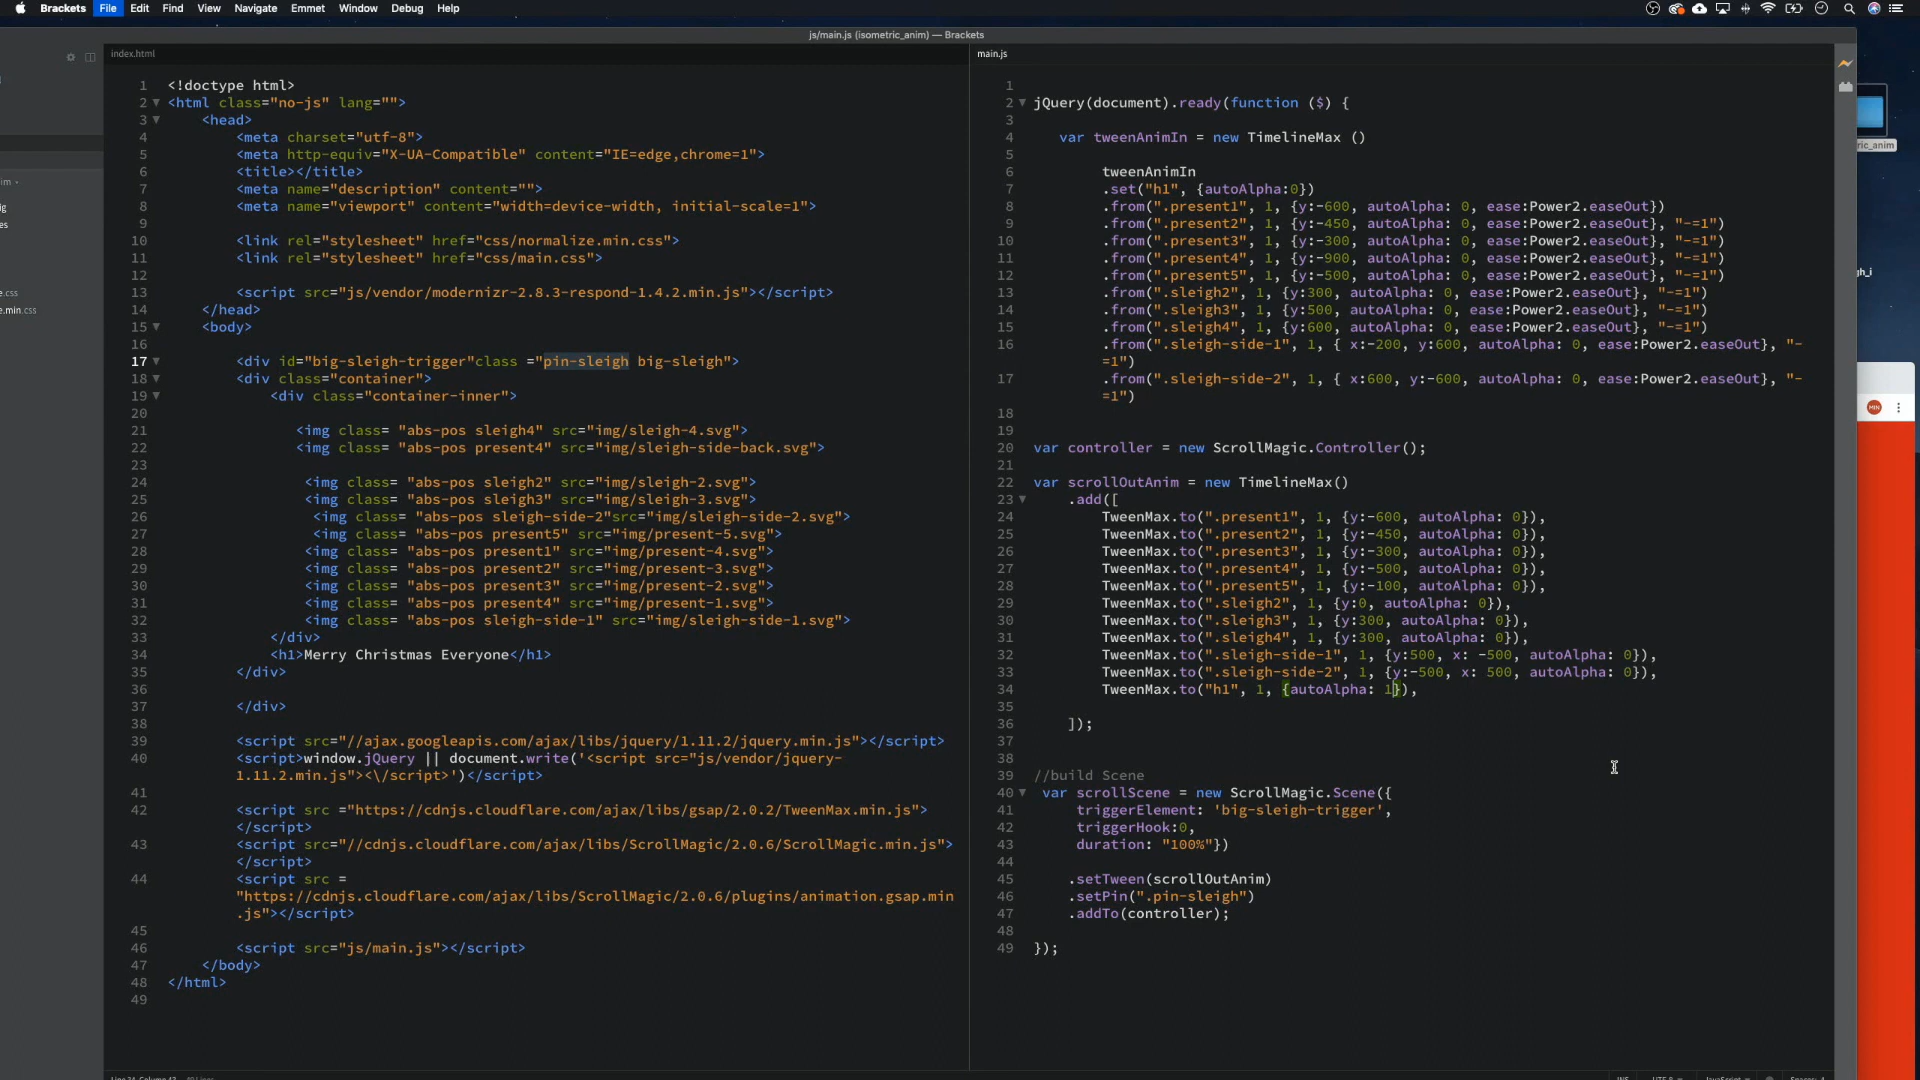 Brackets File Edit Find View Navigate Emmet Window Debug Help
js/main.js (isometric_anim) — Brackets
index.html
1 <!doctype html>
2 <html class="no-js" lang="">
3 <head>
4 <meta charset="utf-8">
5 <meta http-equiv="X-UA-Compatible" content="IE=edge,chrome=1">
6 <title></title>
7 <meta name="description" content="">
8 <meta name="viewport" content="width=device-width, initial-scale=1">
9
10 <link rel="stylesheet" href="css/normalize.min.css">
11 <link rel="stylesheet" href="css/main.css">
12
13 <script src="js/vendor/modernizr-2.8.3-respond-1.4.2.min.js"></script>
14 </head>
15 <body>
16
17 <div id="big-sleigh-trigger"class ="pin-sleigh big-sleigh">
18 <div class="container">
19 <div class="container-inner">
20
21 <img class= "abs-pos sleigh4" src="img/sleigh-4.svg">
22 <img class= "abs-pos present4" src="img/sleigh-side-back.svg">
23
24 <img class= "abs-pos sleigh2" src="img/sleigh-2.svg">
25 <img class= "abs-pos sleigh3" src="img/sleigh-3.svg">
26 <img class= "abs-pos sleigh-side-2"src="img/sleigh-side-2.svg">
27 <img class= "abs-pos present5" src="img/present-5.svg">
28 <img class= "abs-pos present1" src="img/present-4.svg">
29 <img class= "abs-pos present2" src="img/present-3.svg">
30 <img class= "abs-pos present3" src="img/present-2.svg">
31 <img class= "abs-pos present4" src="img/present-1.svg">
32 <img class= "abs-pos sleigh-side-1" src="img/sleigh-side-1.svg">
33 </div>
34 <h1>Merry Christmas Everyone</h1>
35 </div>
36
37 </div>
38
39 <script src="//ajax.googleapis.com/ajax/libs/jquery/1.11.2/jquery.min.js"></script>
40 <script>window.jQuery || document.write('<script src="js/vendor/jquery-
1.11.2.min.js"><\/script>')</script>
41
42 <script src ="https://cdnjs.cloudflare.com/ajax/libs/gsap/2.0.2/TweenMax.min.js">
</script>
43 <script src="//cdnjs.cloudflare.com/ajax/libs/ScrollMagic/2.0.6/ScrollMagic.min.js">
</script>
44 <script src =
"https://cdnjs.cloudflare.com/ajax/libs/ScrollMagic/2.0.6/plugins/animation.gsap.min
.js"></script>
45
46 <script src="js/main.js"></script>
47 </body>
48 </html>
49
main.js
1
2 jQuery(document).ready(function ($) {
3
4 var tweenAnimIn = new TimelineMax ()
5
6 tweenAnimIn
7 .set("h1", {autoAlpha:0})
8 .from(".present1", 1, {y:-600, autoAlpha: 0, ease:Power2.easeOut})
9 .from(".present2", 1, {y:-450, autoAlpha: 0, ease:Power2.easeOut}, "-=1")
10 .from(".present3", 1, {y:-300, autoAlpha: 0, ease:Power2.easeOut}, "-=1")
11 .from(".present4", 1, {y:-900, autoAlpha: 0, ease:Power2.easeOut}, "-=1")
12 .from(".present5", 1, {y:-500, autoAlpha: 0, ease:Power2.easeOut}, "-=1")
13 .from(".sleigh2", 1, {y:300, autoAlpha: 0, ease:Power2.easeOut}, "-=1")
14 .from(".sleigh3", 1, {y:500, autoAlpha: 0, ease:Power2.easeOut}, "-=1")
15 .from(".sleigh4", 1, {y:600, autoAlpha: 0, ease:Power2.easeOut}, "-=1")
16 .from(".sleigh-side-1", 1, { x:-200, y:600, autoAlpha: 0, ease:Power2.easeOut}, "-
=1")
17 .from(".sleigh-side-2", 1, { x:600, y:-600, autoAlpha: 0, ease:Power2.easeOut}, "-
=1")
18
19
20 var controller = new ScrollMagic.Controller();
21
22 var scrollOutAnim = new TimelineMax()
23 .add([
24 TweenMax.to(".present1", 1, {y:-600, autoAlpha: 0}),
25 TweenMax.to(".present2", 1, {y:-450, autoAlpha: 0}),
26 TweenMax.to(".present3", 1, {y:-300, autoAlpha: 0}),
27 TweenMax.to(".present4", 1, {y:-500, autoAlpha: 0}),
28 TweenMax.to(".present5", 1, {y:-100, autoAlpha: 0}),
29 TweenMax.to(".sleigh2", 1, {y:0, autoAlpha: 0}),
30 TweenMax.to(".sleigh3", 1, {y:300, autoAlpha: 0}),
31 TweenMax.to(".sleigh4", 1, {y:300, autoAlpha: 0}),
32 TweenMax.to(".sleigh-side-1", 1, {y:500, x: -500, autoAlpha: 0}),
33 TweenMax.to(".sleigh-side-2", 1, {y:-500, x: 500, autoAlpha: 0}),
34 TweenMax.to("h1", 1, {autoAlpha: 1}),
35
36 ]);
37
38
39 //build Scene
40 var scrollScene = new ScrollMagic.Scene({
41 triggerElement: 'big-sleigh-trigger',
42 triggerHook:0,
43 duration: "100%"})
44
45 .setTween(scrollOutAnim)
46 .setPin(".pin-sleigh")
47 .addTo(controller);
48
49 });
ric_anim
gh_i
MIN
im
ig
es
e.css
e.min.css